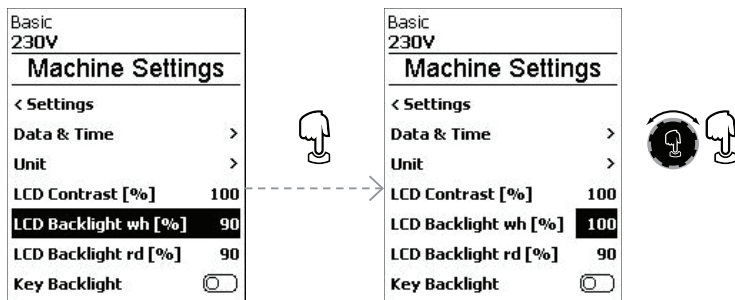 Basic
230V
Machine Settings
< Settings
Data & Time >
Unit >
LCD Contrast [%] 100
LCD Backlight wh [%] 90
LCD Backlight rd [%] 90
Key Backlight
Basic
230V
Machine Settings
< Settings
Data & Time >
Unit >
LCD Contrast [%] 100
LCD Backlight wh [%] 100
LCD Backlight rd [%] 90
Key Backlight